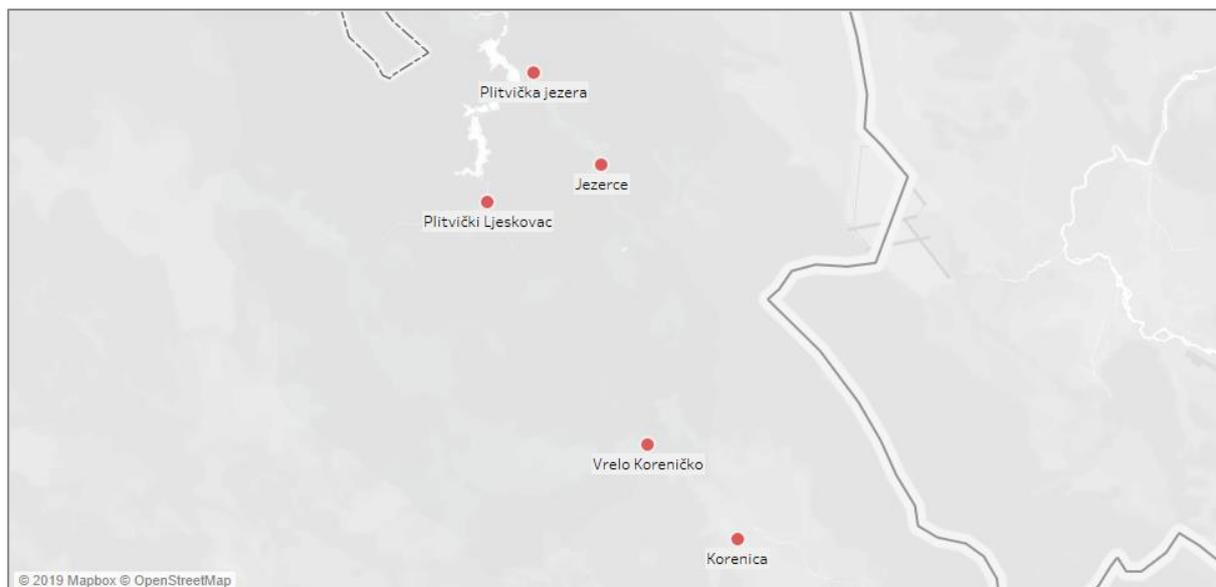 Plitvička jezera
Jezerce
Plitvički Ljeskovac
Vrelo Koreničko
Korenica
© 2019 Mapbox © OpenStreetMap